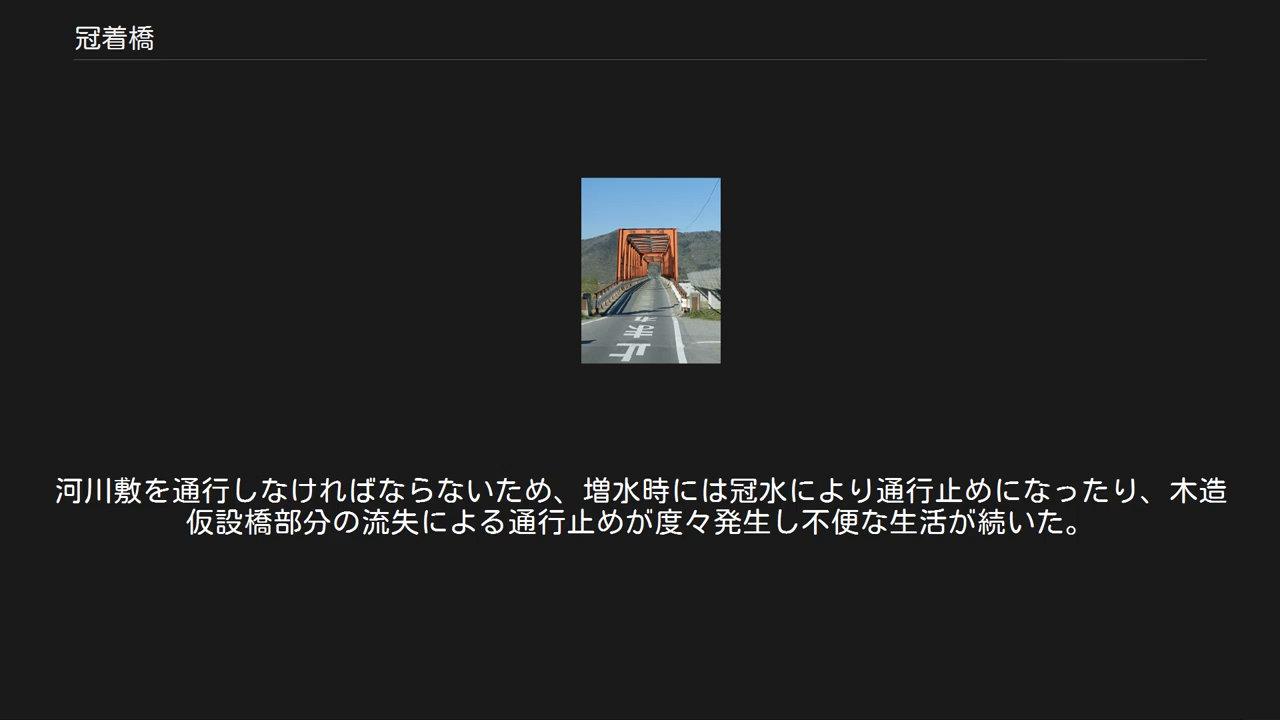 冠着橋
河川敷を通行しなければならないため、増水時には冠水により通行止めになったり、木造
仮設橋部分の流失による通行止めが度々発生し不便な生活が続いた。